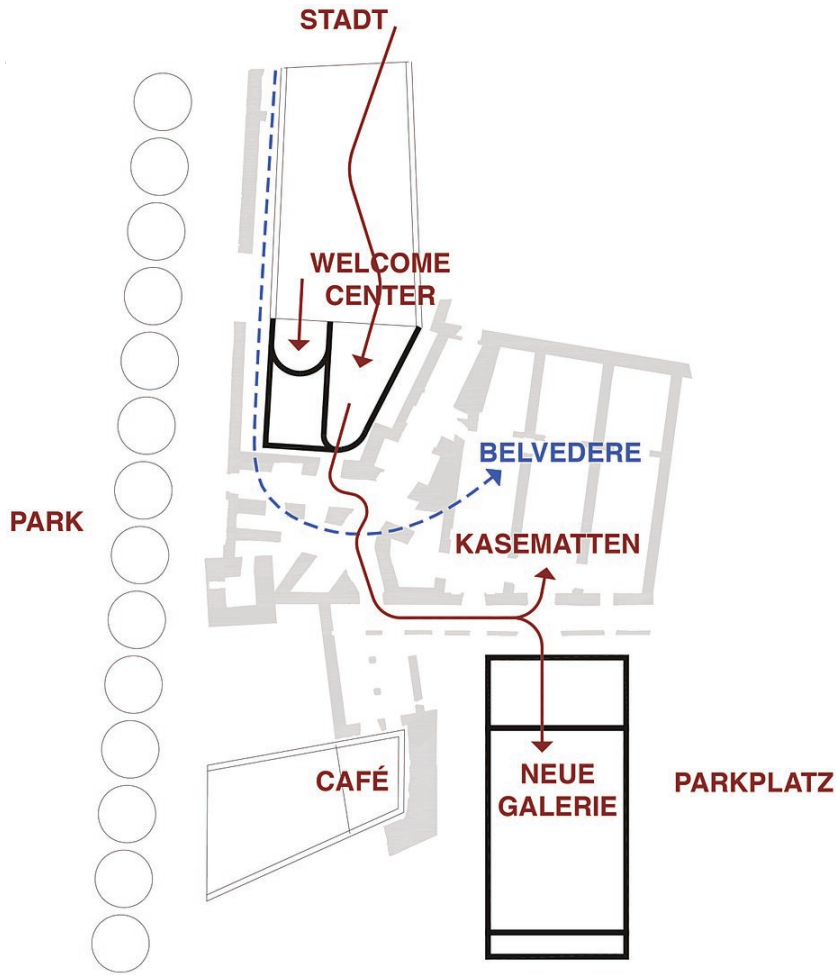 STADT
WELCOME
CENTER
BELVEDERE
PARK
KASEMATTEN
CAFÉ
NEUE
GALERIE
PARKPLATZ